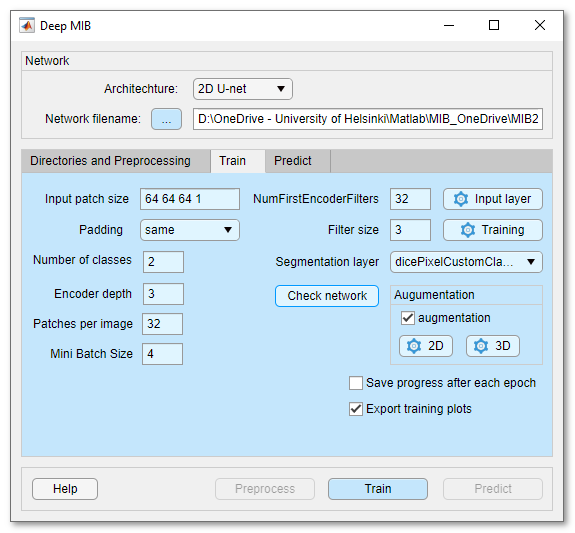 Deep MIB
Network
Architechture: 2D U-net
Network filename: ... D:\OneDrive - University of Helsinki\Matlab\MIB_OneDrive\MIB2
Directories and Preprocessing Train Predict
Input patch size 64 64 64 1 NumFirstEncoderFilters 32 Input layer
Padding same Filter size 3 Training
Number of classes 2 Segmentation layer dicePixelCustomCla...
Encoder depth 3 Check network Augumentation
Patches per image 32 augmentation
Mini Batch Size 4 2D 3D
Save progress after each epoch
Export training plots
Help Preprocess Train Predict